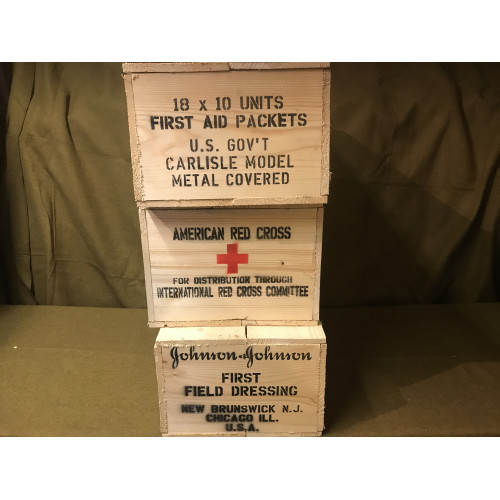 18 x 10 UNITS
FIRST AID PACKETS
U.S. GOV'T
CARLISLE MODEL
METAL COVERED
AMERICAN RED CROSS
FOR DISTRIBUTION THROUGH
INTERNATIONAL RED CROSS COMMITTEE
Johnson & Johnson
FIRST
FIELD DRESSING
NEW BRUNSWICK N.J.
CHICAGO ILL.
U.S.A.